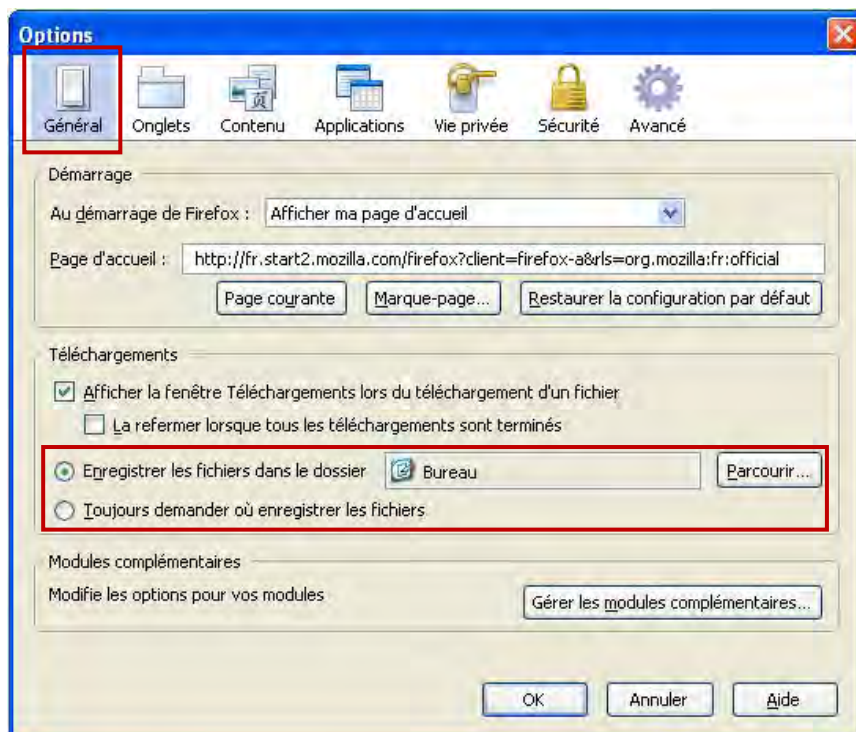 Options
Général Onglets Contenu Applications Vie privée Sécurité Avancé
Démarrage
Au démarrage de Firefox : Afficher ma page d'accueil
Page d'accueil : http://fr.start2.mozilla.com/firefox?client=firefox-a&rls=org.mozilla:fr:official
Page courante Marque-page... Restaurer la configuration par défaut
Téléchargements
Afficher la fenêtre Téléchargements lors du téléchargement d'un fichier
La refermer lorsque tous les téléchargements sont terminés
Enregistrer les fichiers dans le dossier Bureau Parcourir...
Toujours demander où enregistrer les fichiers
Modules complémentaires
Modifie les options pour vos modules Gérer les modules complémentaires...
OK Annuler Aide